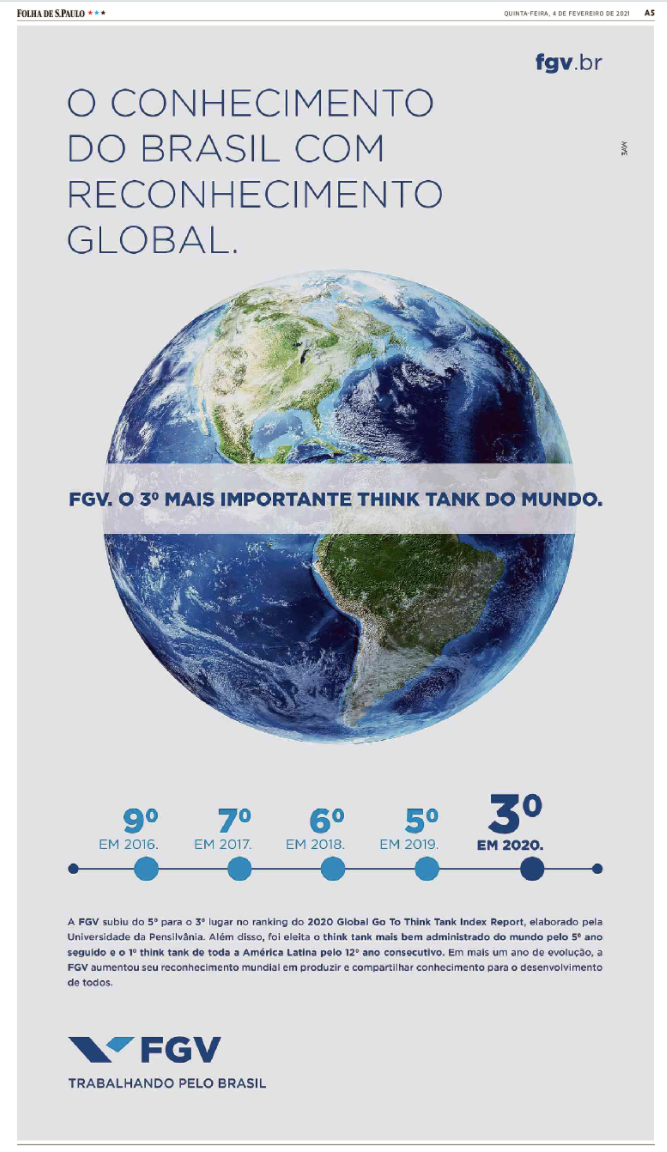 FOLHA DE S.PAULO ★★★
QUINTA-FEIRA, 4 DE FEVEREIRO DE 2021 A5
fgv.br
O CONHECIMENTO
DO BRASIL COM
RECONHECIMENTO
GLOBAL.
FGV. O 3º MAIS IMPORTANTE THINK TANK DO MUNDO.
9º
EM 2016.
7º
EM 2017.
6º
EM 2018.
5º
EM 2019.
3º
EM 2020.
A FGV subiu do 5º para o 3º lugar no ranking do 2020 Global Go To Think Tank Index Report, elaborado pela
Universidade da Pensilvânia. Além disso, foi eleita o think tank mais bem administrado do mundo pelo 5º ano
seguido e o 1º think tank de toda a América Latina pelo 12º ano consecutivo. Em mais um ano de evolução, a
FGV aumentou seu reconhecimento mundial em produzir e compartilhar conhecimento para o desenvolvimento
de todos.
FGV
TRABALHANDO PELO BRASIL